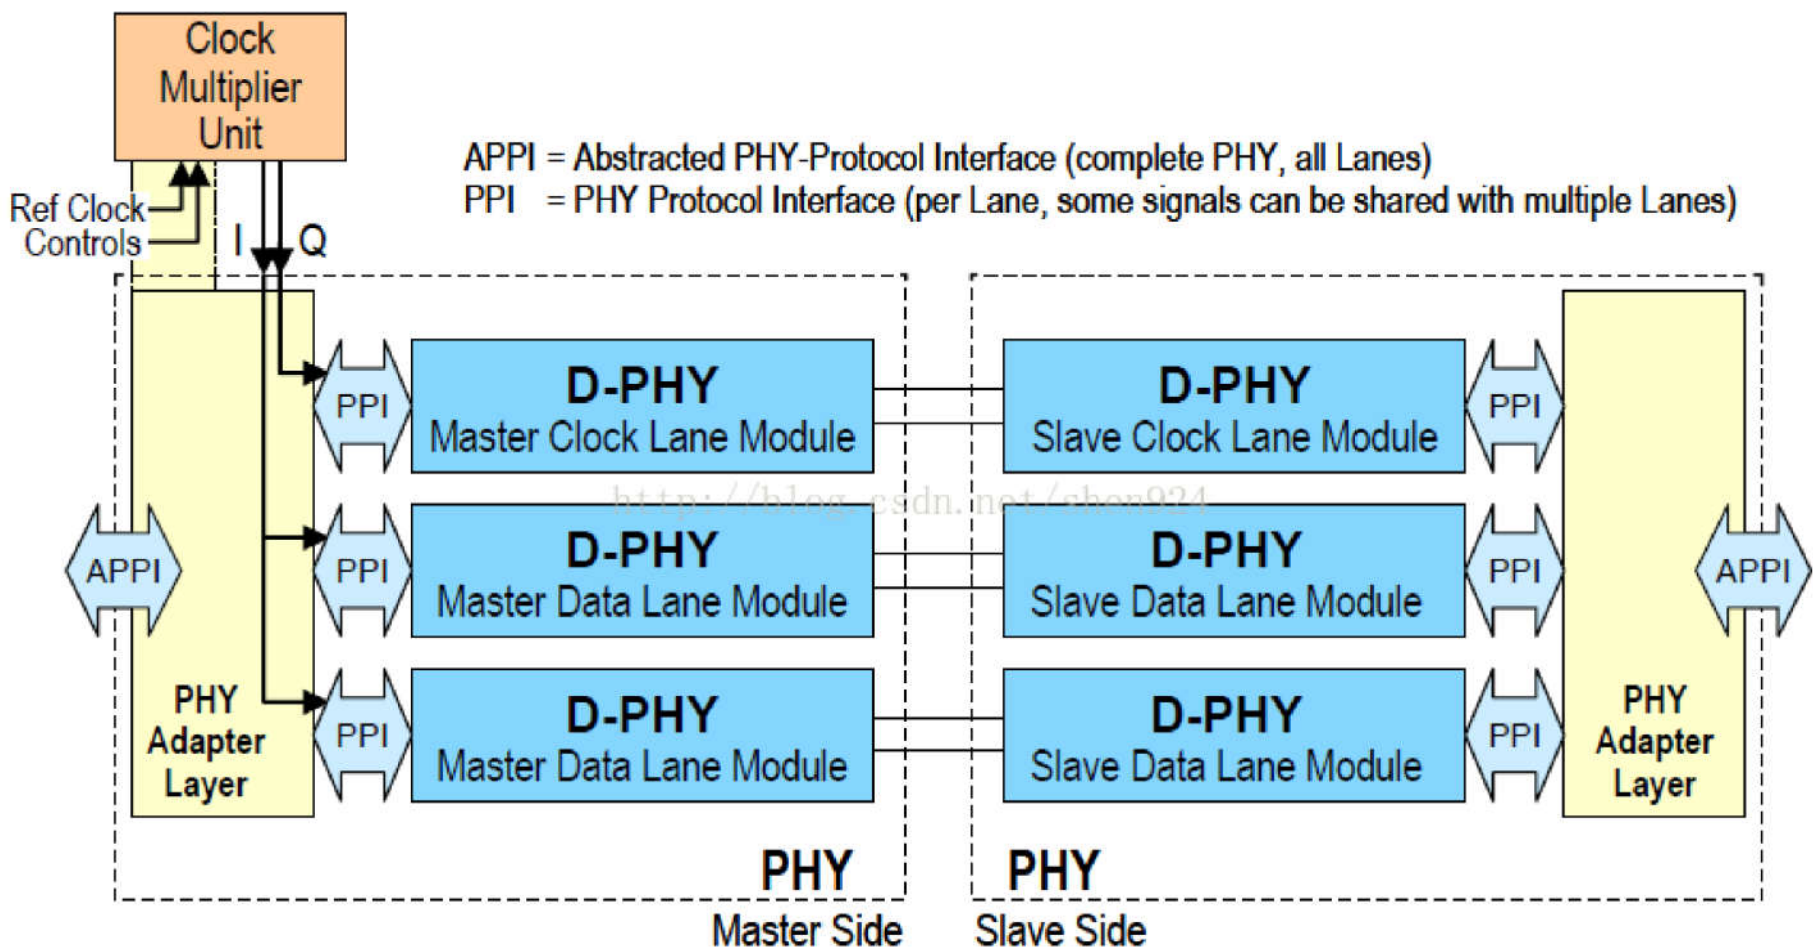 Clock
Multiplier
Unit
APPI = Abstracted PHY-Protocol Interface (complete PHY, all Lanes)
PPI = PHY Protocol Interface (per Lane, some signals can be shared with multiple Lanes)
Ref Clock
Controls
I Q
D-PHY
Master Clock Lane Module
D-PHY
Slave Clock Lane Module
PPI
PPI
http://blog.csdn.net/shen924
D-PHY
Master Data Lane Module
D-PHY
Slave Data Lane Module
APPI
PPI
PPI
APPI
PHY
Adapter
Layer
PPI
D-PHY
Master Data Lane Module
D-PHY
Slave Data Lane Module
PPI
PHY
Adapter
Layer
PHY
Master Side
PHY
Slave Side